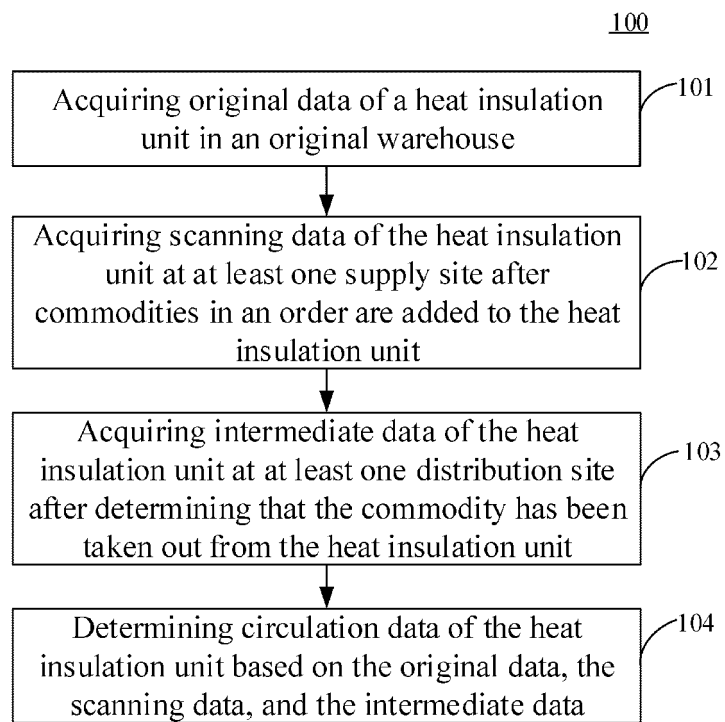 100
Acquiring original data of a heat insulation
unit in an original warehouse
101
Acquiring scanning data of the heat insulation
unit at at least one supply site after
commodities in an order are added to the heat
insulation unit
102
Acquiring intermediate data of the heat
insulation unit at at least one distribution site
after determining that the commodity has been
taken out from the heat insulation unit
103
Determining circulation data of the heat
insulation unit based on the original data, the
scanning data, and the intermediate data
104